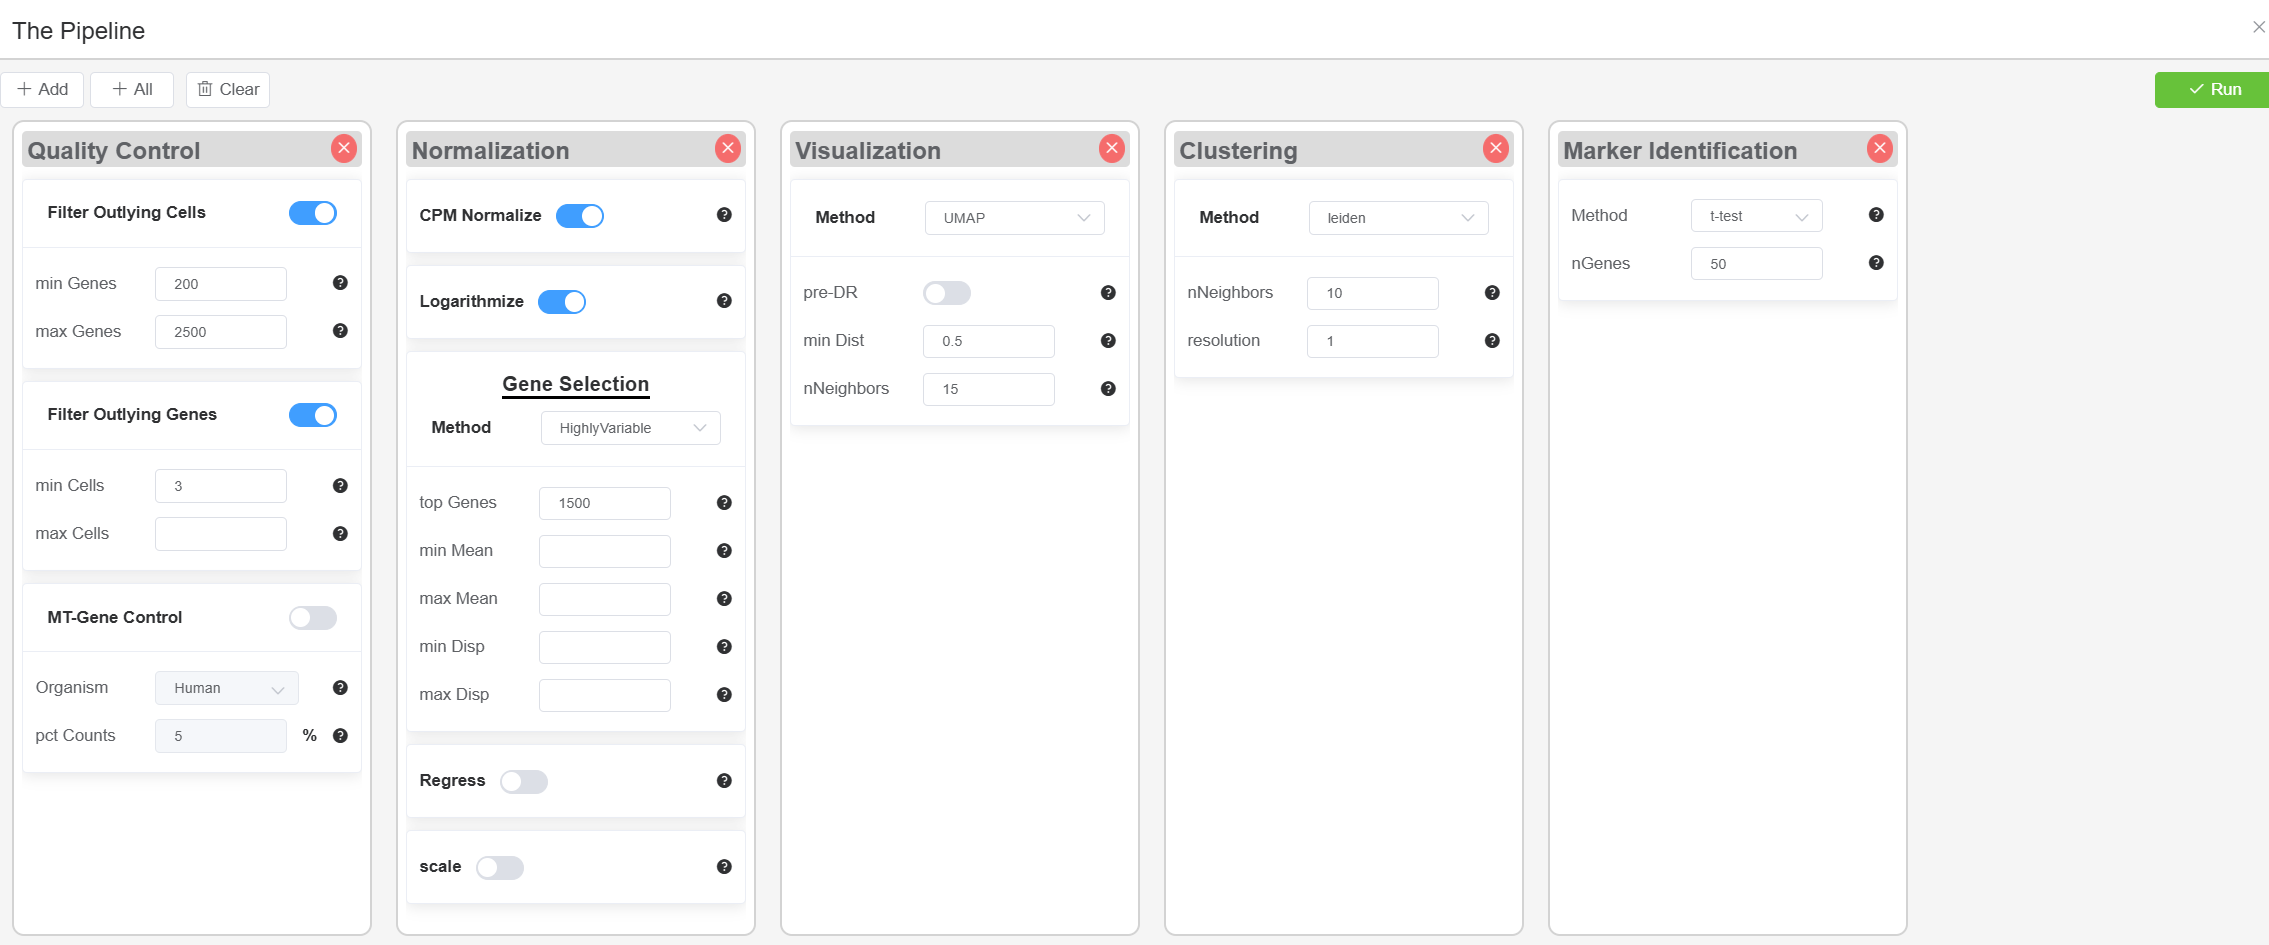 The Pipeline
Add
All
Clear
Run
Quality Control
Filter Outlying Cells
min Genes 200
max Genes 2500
Filter Outlying Genes
min Cells 3
max Cells
MT-Gene Control
Organism Human
pct Counts 5 %
Normalization
CPM Normalize
Logarithmize
Gene Selection
Method HighlyVariable
top Genes 1500
min Mean
max Mean
min Disp
max Disp
Regress
scale
Visualization
Method UMAP
pre-DR
min Dist 0.5
nNeighbors 15
Clustering
Method leiden
nNeighbors 10
resolution 1
Marker Identification
Method t-test
nGenes 50